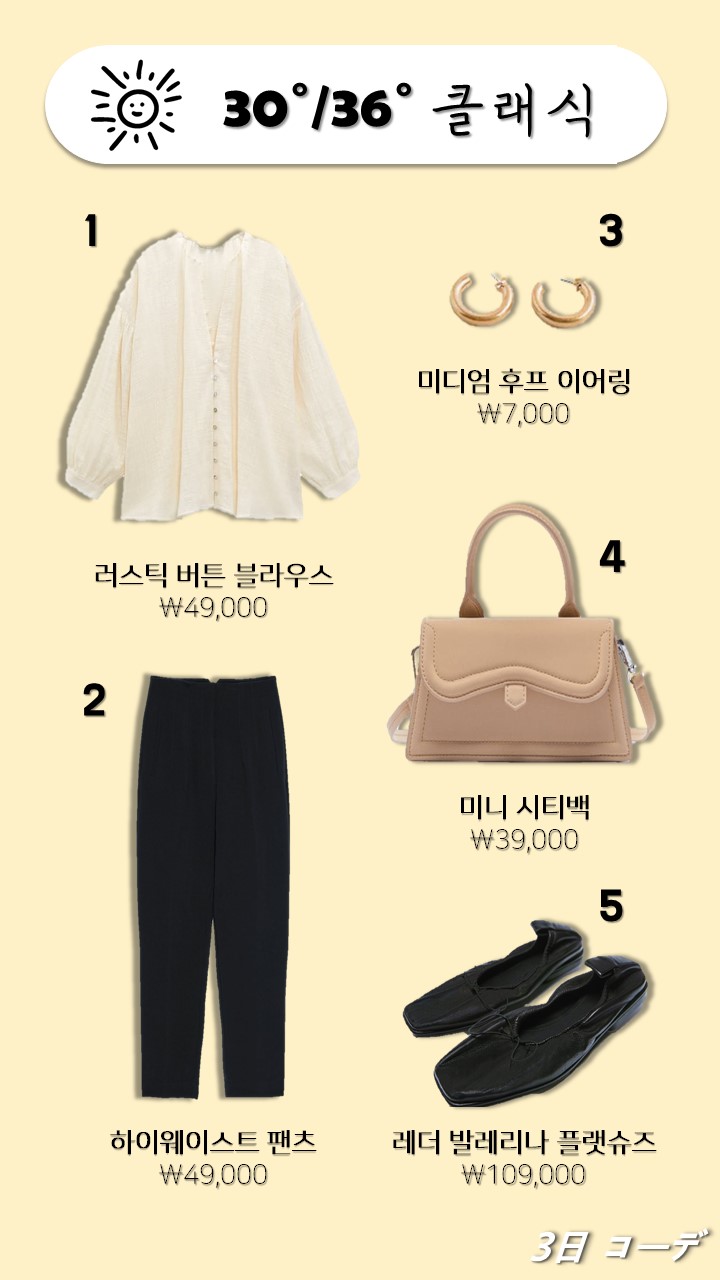 30°/36° 클래식
1
러스틱 버튼 블라우스
₩49,000
2
하이웨이스트 팬츠
₩49,000
3
미디엄 후프 이어링
₩7,000
4
미니 시티백
₩39,000
5
레더 발레리나 플랫슈즈
₩109,000
3日 コーデ